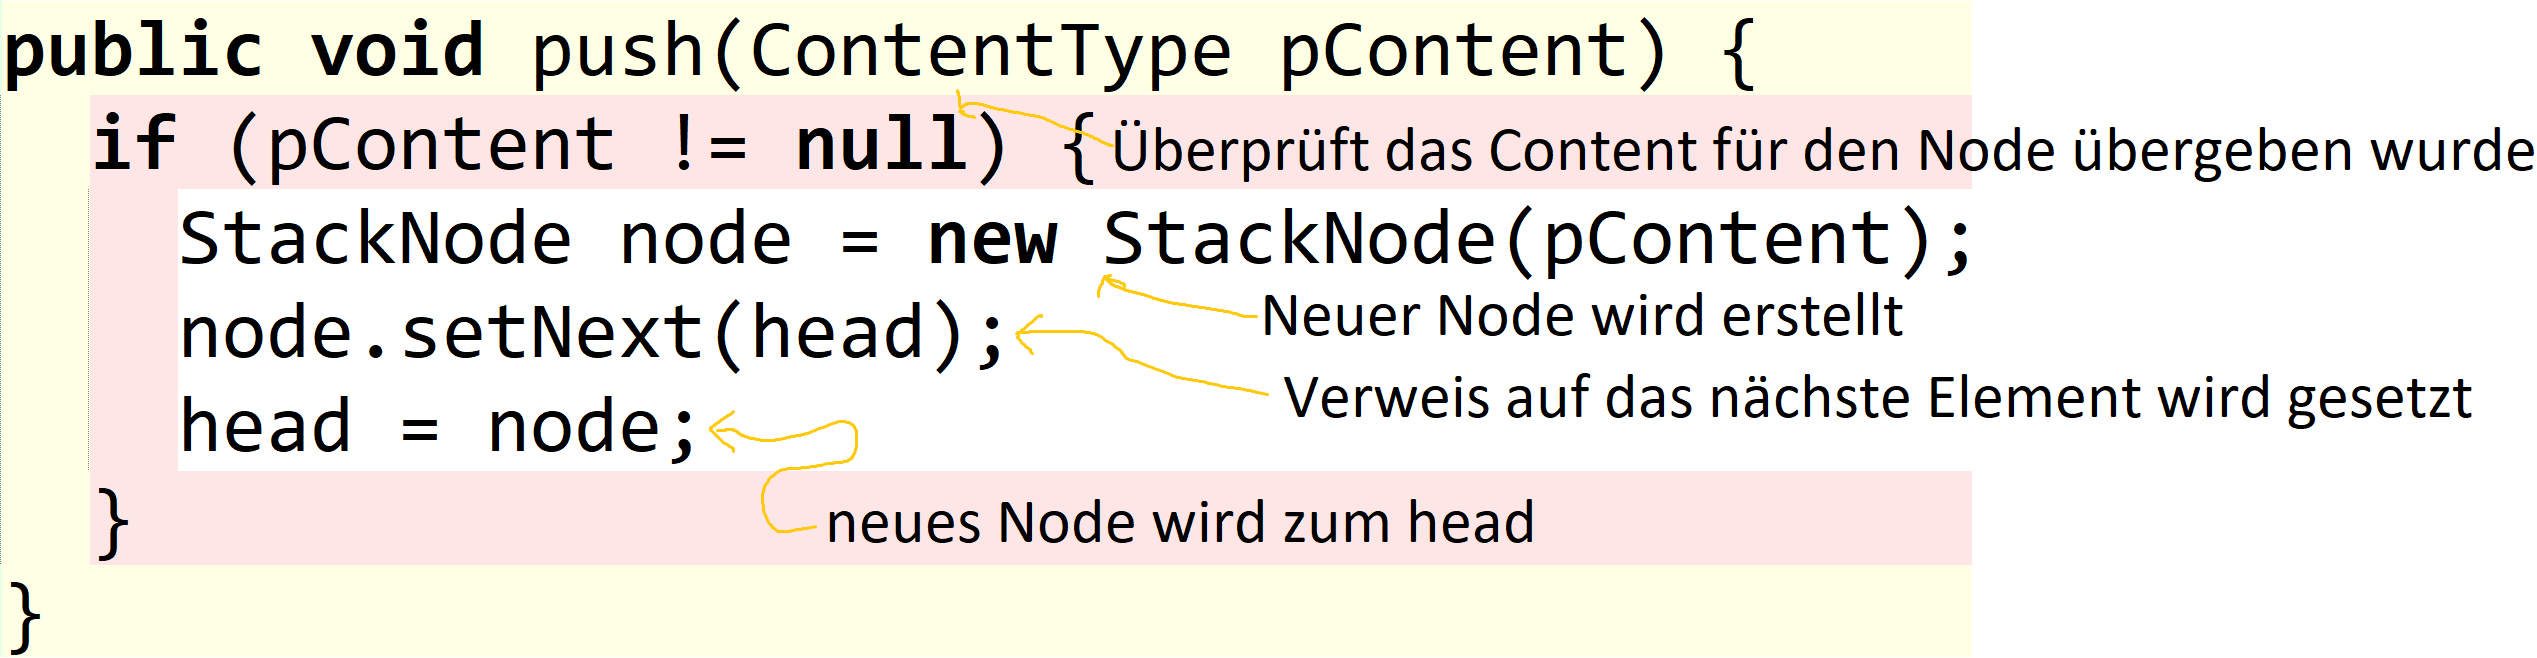 public void push(ContentType pContent) {
if (pContent != null) { Überprüft das Content für den Node übergeben wurde
StackNode node = new StackNode(pContent);
Neuer Node wird erstellt
node.setNext(head);
Verweis auf das nächste Element wird gesetzt
head = node;
neues Node wird zum head
}
}